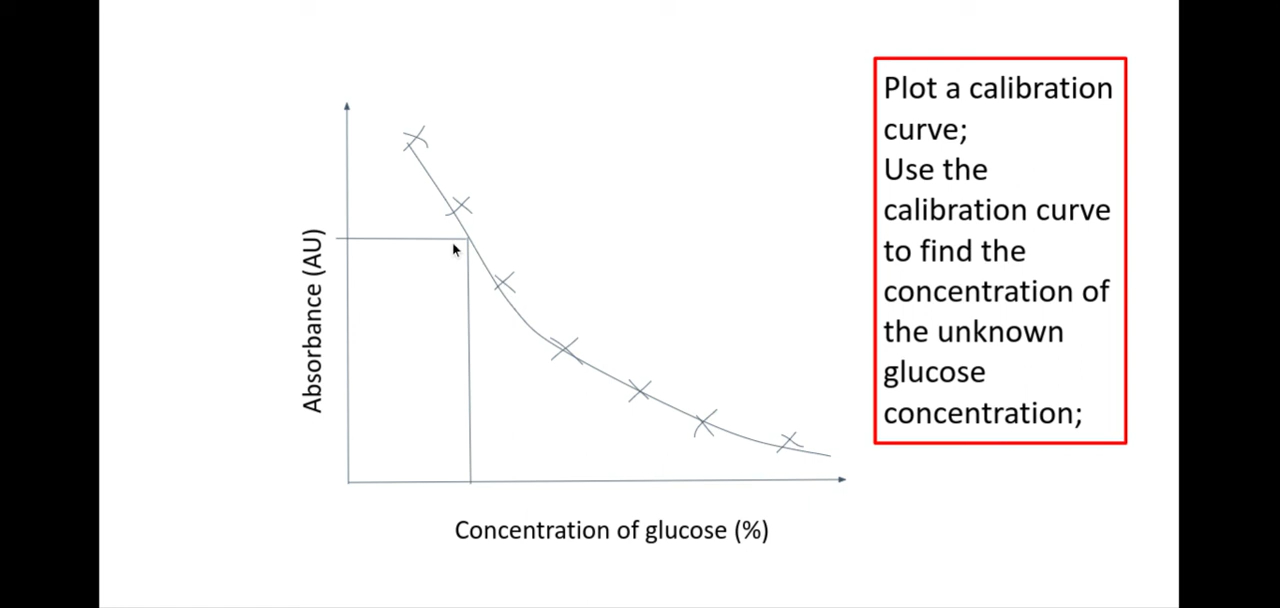 Absorbance (AU)
Concentration of glucose (%)
Plot a calibration
curve;
Use the
calibration curve
to find the
concentration of
the unknown
glucose
concentration;